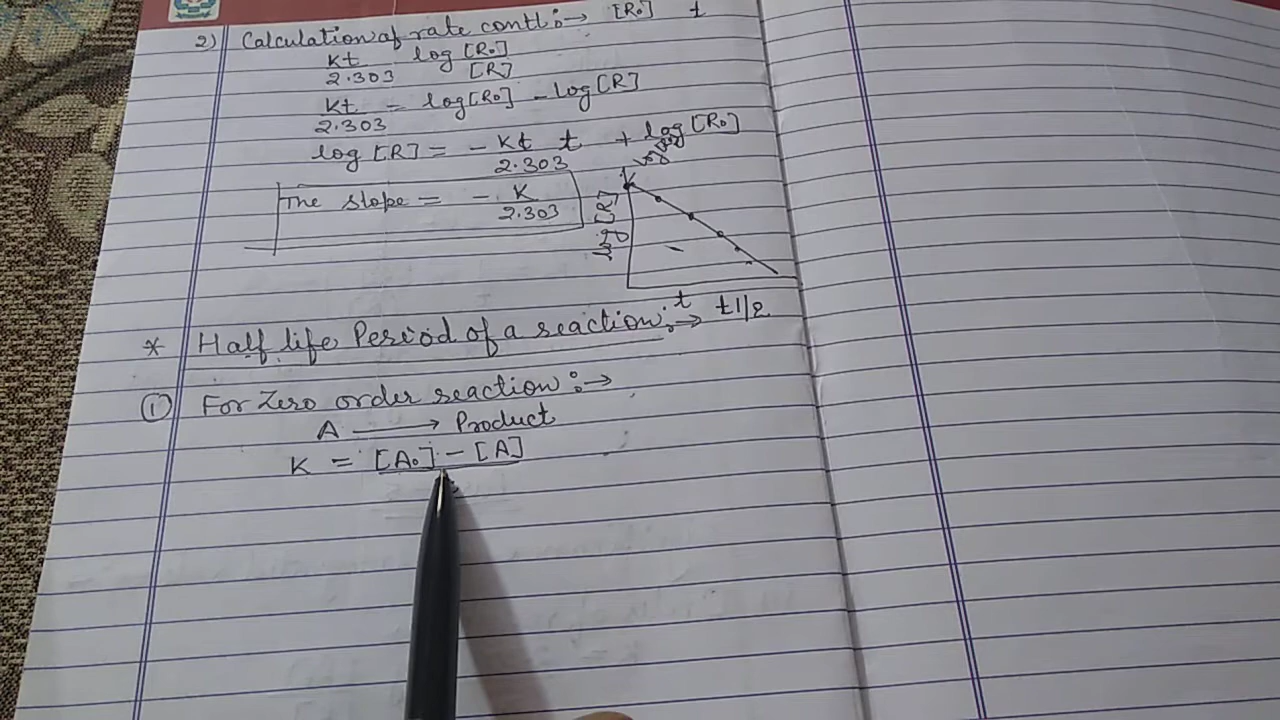 2) Calculation of rate contt :→ [R₀] t
Kt log [R₀]
2.303 [R]
Kt = log [R₀] - log [R]
2.303
log [R] = - Kt t + log [R₀]
2.303
The slope = - K
2.303
log [R]
t
* Half life Period of a reaction :→ t1/2
① For Zero order reaction :→
A → Product
K = [A₀] - [A]